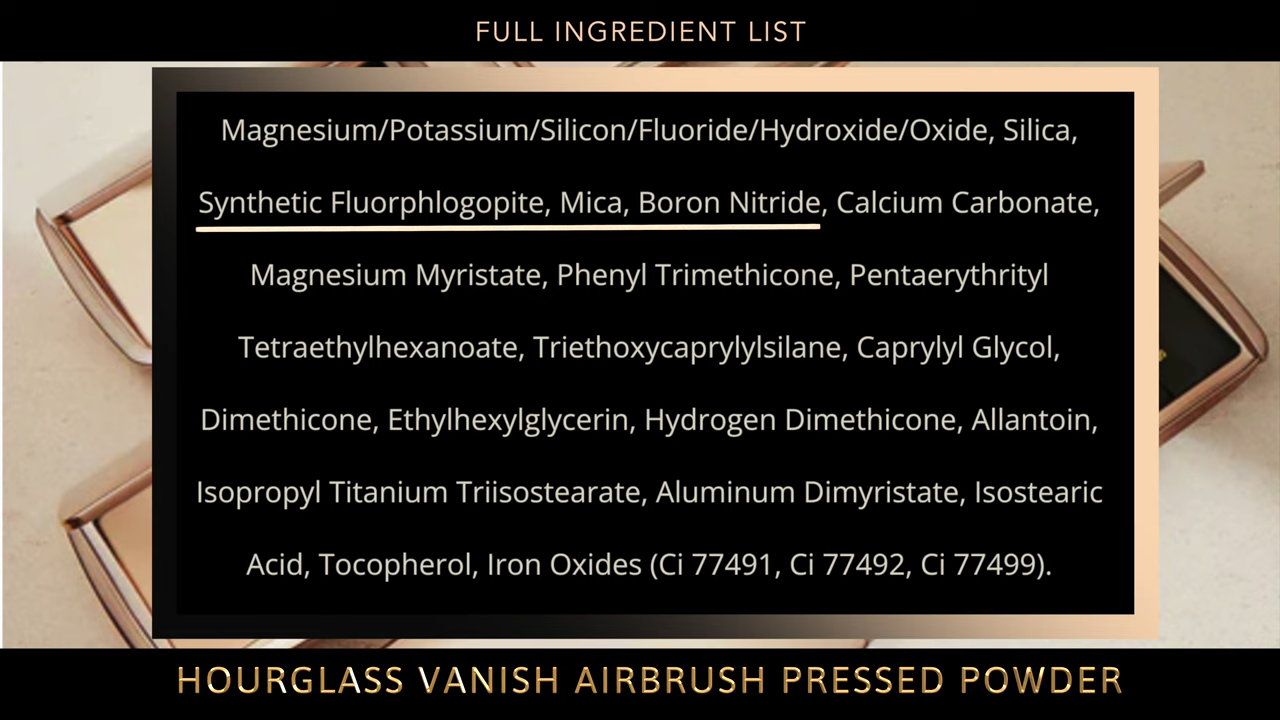 FULL INGREDIENT LIST
Magnesium/Potassium/Silicon/Fluoride/Hydroxide/Oxide, Silica,
Synthetic Fluorphlogopite, Mica, Boron Nitride, Calcium Carbonate,
Magnesium Myristate, Phenyl Trimethicone, Pentaerythrityl
Tetraethylhexanoate, Triethoxycaprylylsilane, Caprylyl Glycol,
Dimethicone, Ethylhexylglycerin, Hydrogen Dimethicone, Allantoin,
Isopropyl Titanium Triisostearate, Aluminum Dimyristate, Isostearic
Acid, Tocopherol, Iron Oxides (Ci 77491, Ci 77492, Ci 77499).
HOURGLASS VANISH AIRBRUSH PRESSED POWDER